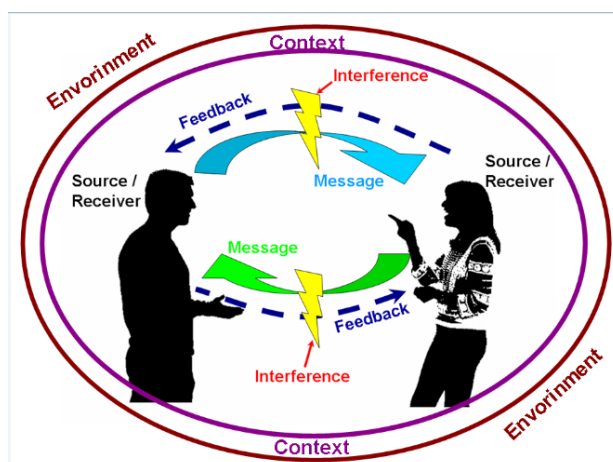 Context
Envorinment
Interference
Feedback
Source /
Receiver
Message
Source /
Receiver
Message
Feedback
Interference
Context
Envorinment